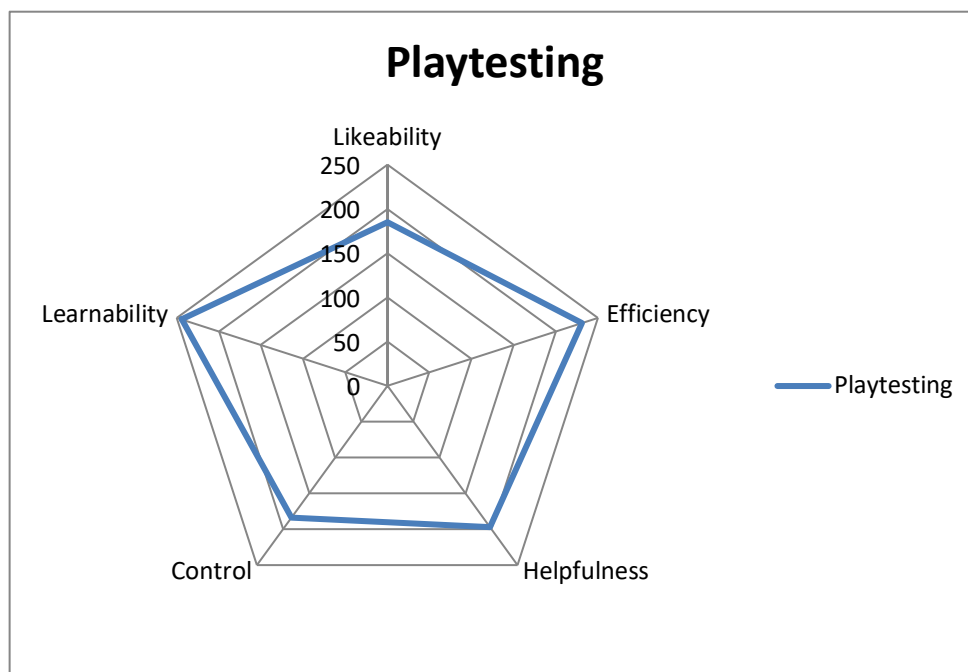 Playtesting
Likeability
250
200
150
100
50
0
Learnability
Efficiency
Control
Helpfulness
Playtesting